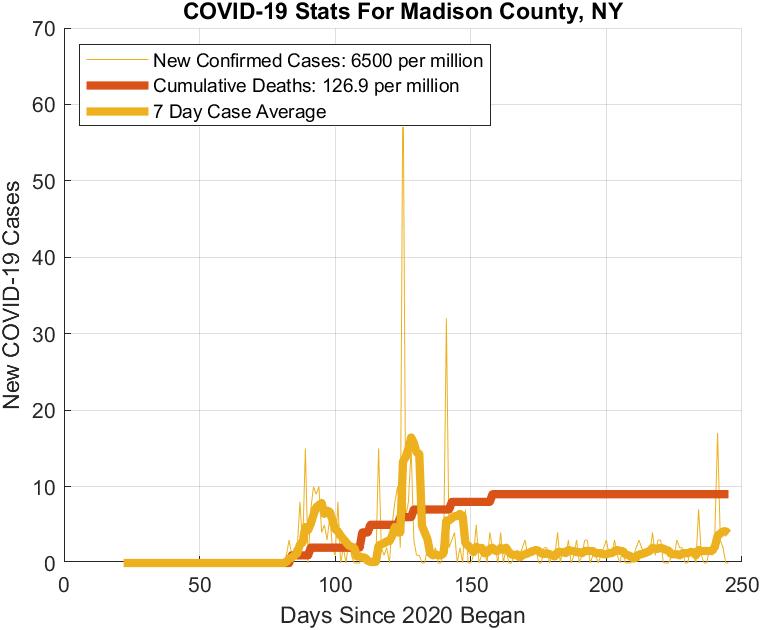 COVID-19 Stats For Madison County, NY
70
60
50
40
30
20
10
0
New COVID-19 Cases
New Confirmed Cases: 6500 per million
Cumulative Deaths: 126.9 per million
7 Day Case Average
0 50 100 150 200 250
Days Since 2020 Began